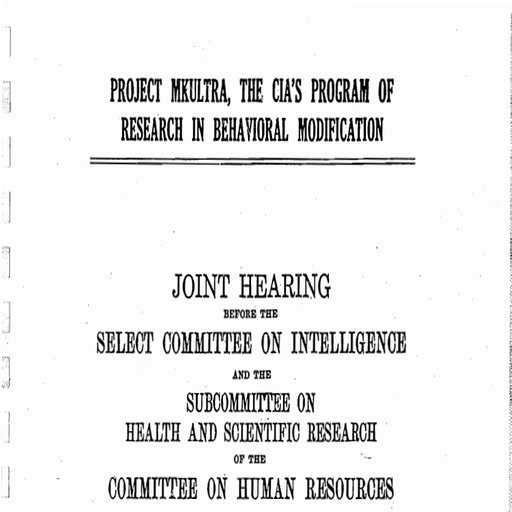 PROJECT MKULTRA, THE CIA'S PROGRAM OF
RESEARCH IN BEHAVIORAL MODIFICATION
JOINT HEARING
BEFORE THE
SELECT COMMITTEE ON INTELLIGENCE
AND THE
SUBCOMMITTEE ON
HEALTH AND SCIENTIFIC RESEARCH
OF THE
COMMITTEE ON HUMAN RESOURCES